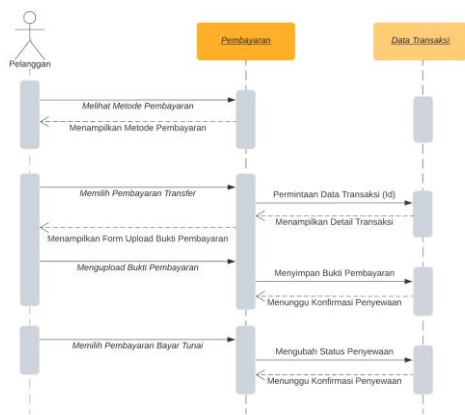 Pembayaran
Data Transaksi
Pelanggan
Melihat Metode Pembayaran
Menampilkan Metode Pembayaran
Memilih Pembayaran Transfer
Permintaan Data Transaksi (Id)
Menampilkan Detail Transaksi
Menampilkan Form Upload Bukti Pembayaran
Mengupload Bukti Pembayaran
Menyimpan Bukti Pembayaran
Menunggu Konfirmasi Penyewaan
Memilih Pembayaran Bayar Tunai
Mengubah Status Penyewaan
Menunggu Konfirmasi Penyewaan